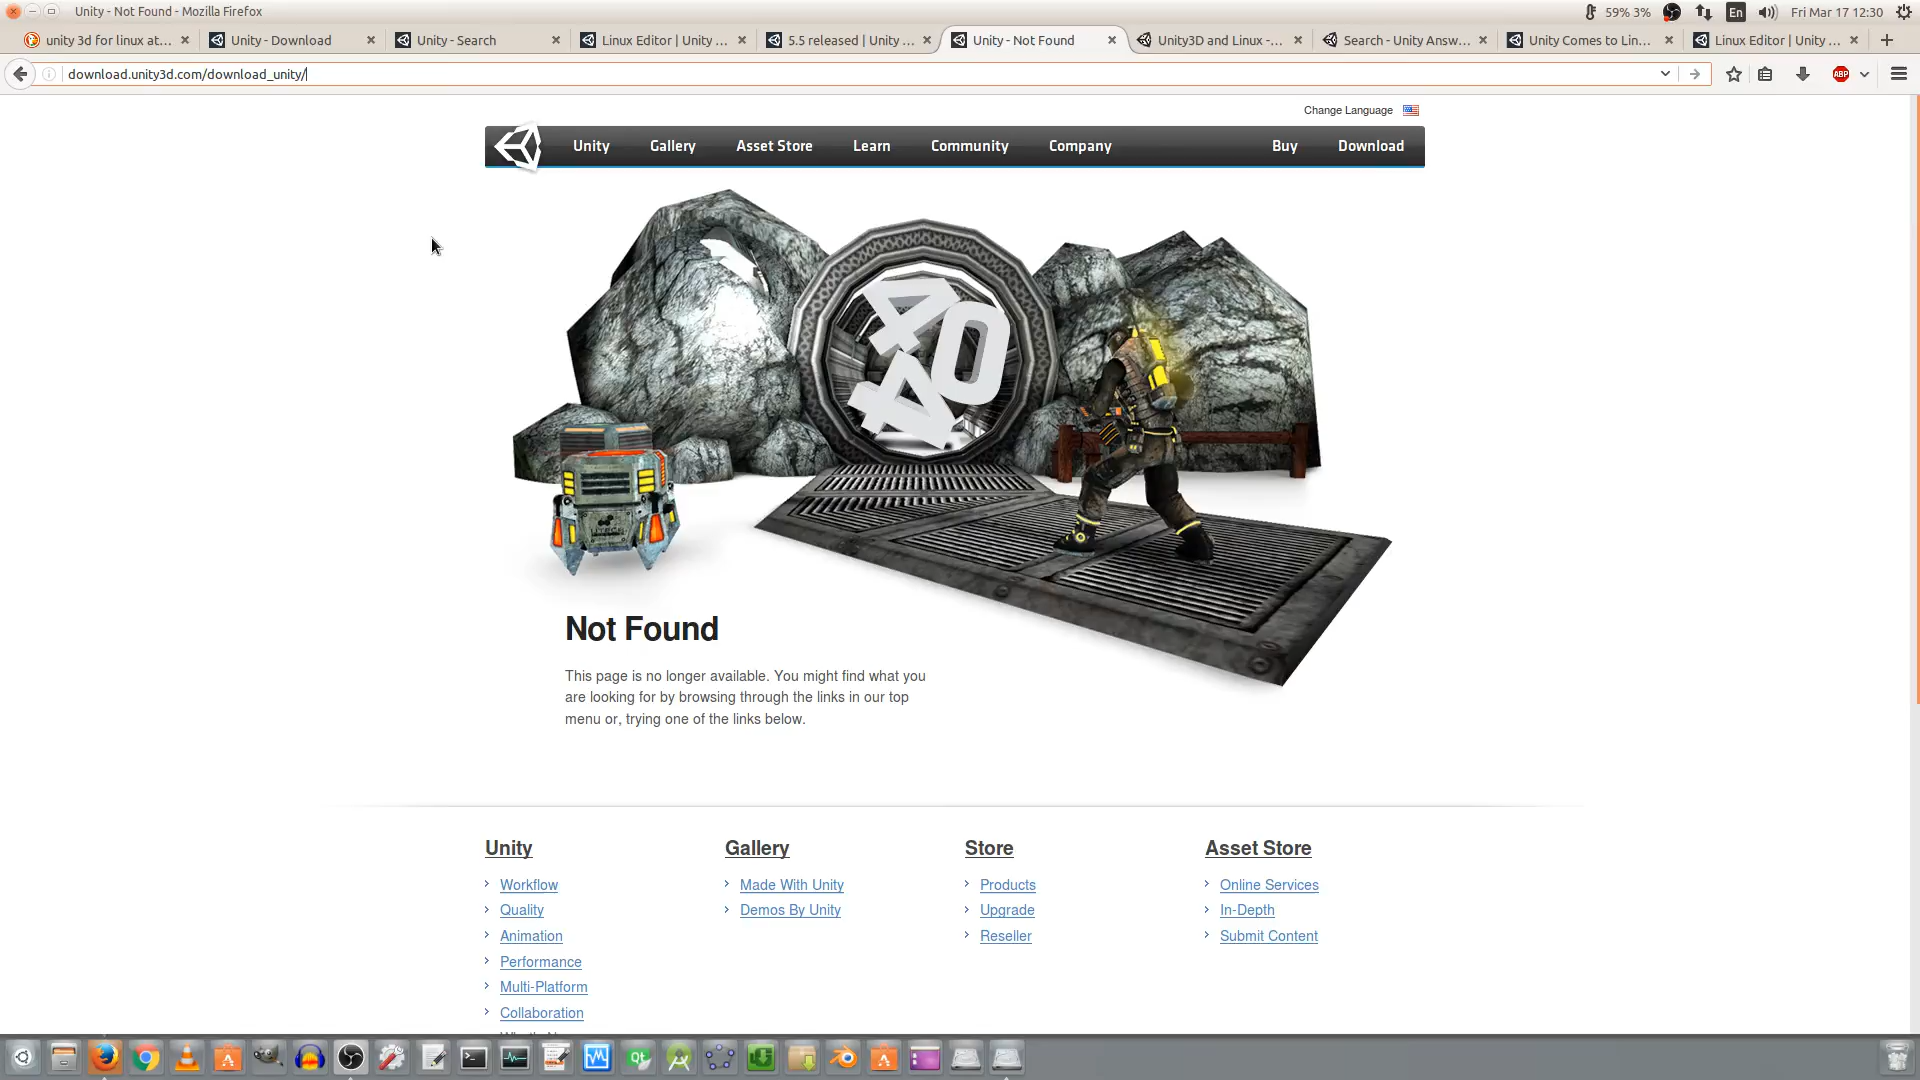 Unity - Not Found - Mozilla Firefox
59% 3%
En
Fri Mar 17 12:30
unity 3d for linux at...
Unity - Download
Unity - Search
Linux Editor | Unity ...
5.5 released | Unity ...
Unity - Not Found
Unity3D and Linux -...
Search - Unity Answ...
Unity Comes to Lin...
Linux Editor | Unity ...
download.unity3d.com/download_unity/
ABP
Change Language
Unity
Gallery
Asset Store
Learn
Community
Company
Buy
Download
404
Not Found
This page is no longer available. You might find what you
are looking for by browsing through the links in our top
menu or, trying one of the links below.
Unity
Workflow
Quality
Animation
Performance
Multi-Platform
Collaboration
Gallery
Made With Unity
Demos By Unity
Store
Products
Upgrade
Reseller
Asset Store
Online Services
In-Depth
Submit Content
Qt